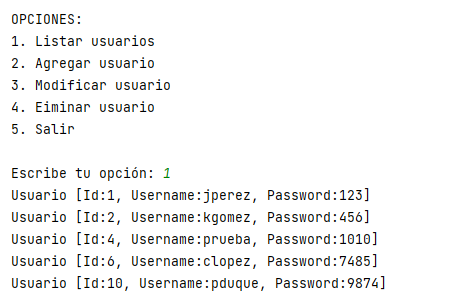 OPCIONES:
1. Listar usuarios
2. Agregar usuario
3. Modificar usuario
4. Eiminar usuario
5. Salir
Escribe tu opción: 1
Usuario [Id:1, Username:jperez, Password:123]
Usuario [Id:2, Username:kgomez, Password:456]
Usuario [Id:4, Username:prueba, Password:1010]
Usuario [Id:6, Username:clopez, Password:7485]
Usuario [Id:10, Username:pduque, Password:9874]